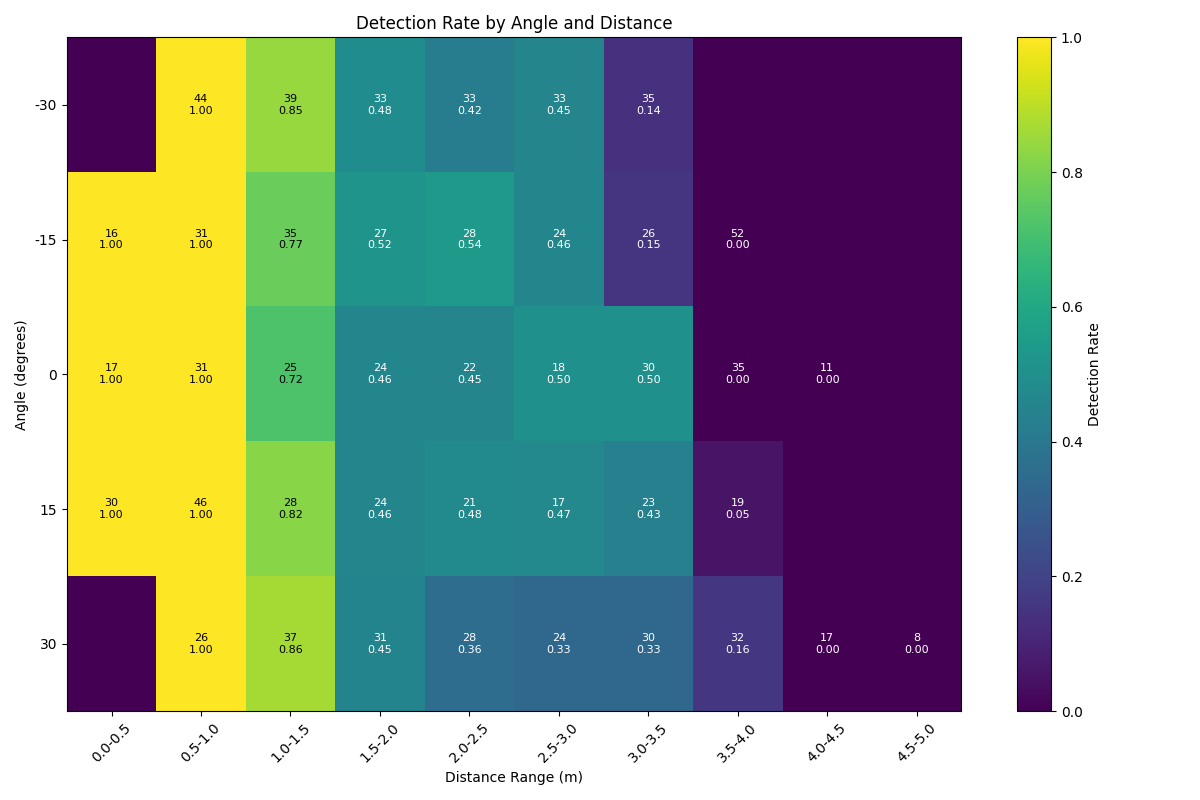 Detection Rate by Angle and Distance
Angle (degrees)
-30
44 39 33 33 33 35
1.00 0.85 0.48 0.42 0.45 0.14
-15
16 31 35 27 28 24 26 52
1.00 1.00 0.77 0.52 0.54 0.46 0.15 0.00
0
17 31 25 24 22 18 30 35 11
1.00 1.00 0.72 0.46 0.45 0.50 0.50 0.00 0.00
15
30 46 28 24 21 17 23 19
1.00 1.00 0.82 0.46 0.48 0.47 0.43 0.05
30
26 37 31 28 24 30 32 17 8
1.00 0.86 0.45 0.36 0.33 0.33 0.16 0.00 0.00
0.0-0.5 0.5-1.0 1.0-1.5 1.5-2.0 2.0-2.5 2.5-3.0 3.0-3.5 3.5-4.0 4.0-4.5 4.5-5.0
Distance Range (m)
1.0
0.8
0.6
0.4
0.2
0.0
Detection Rate